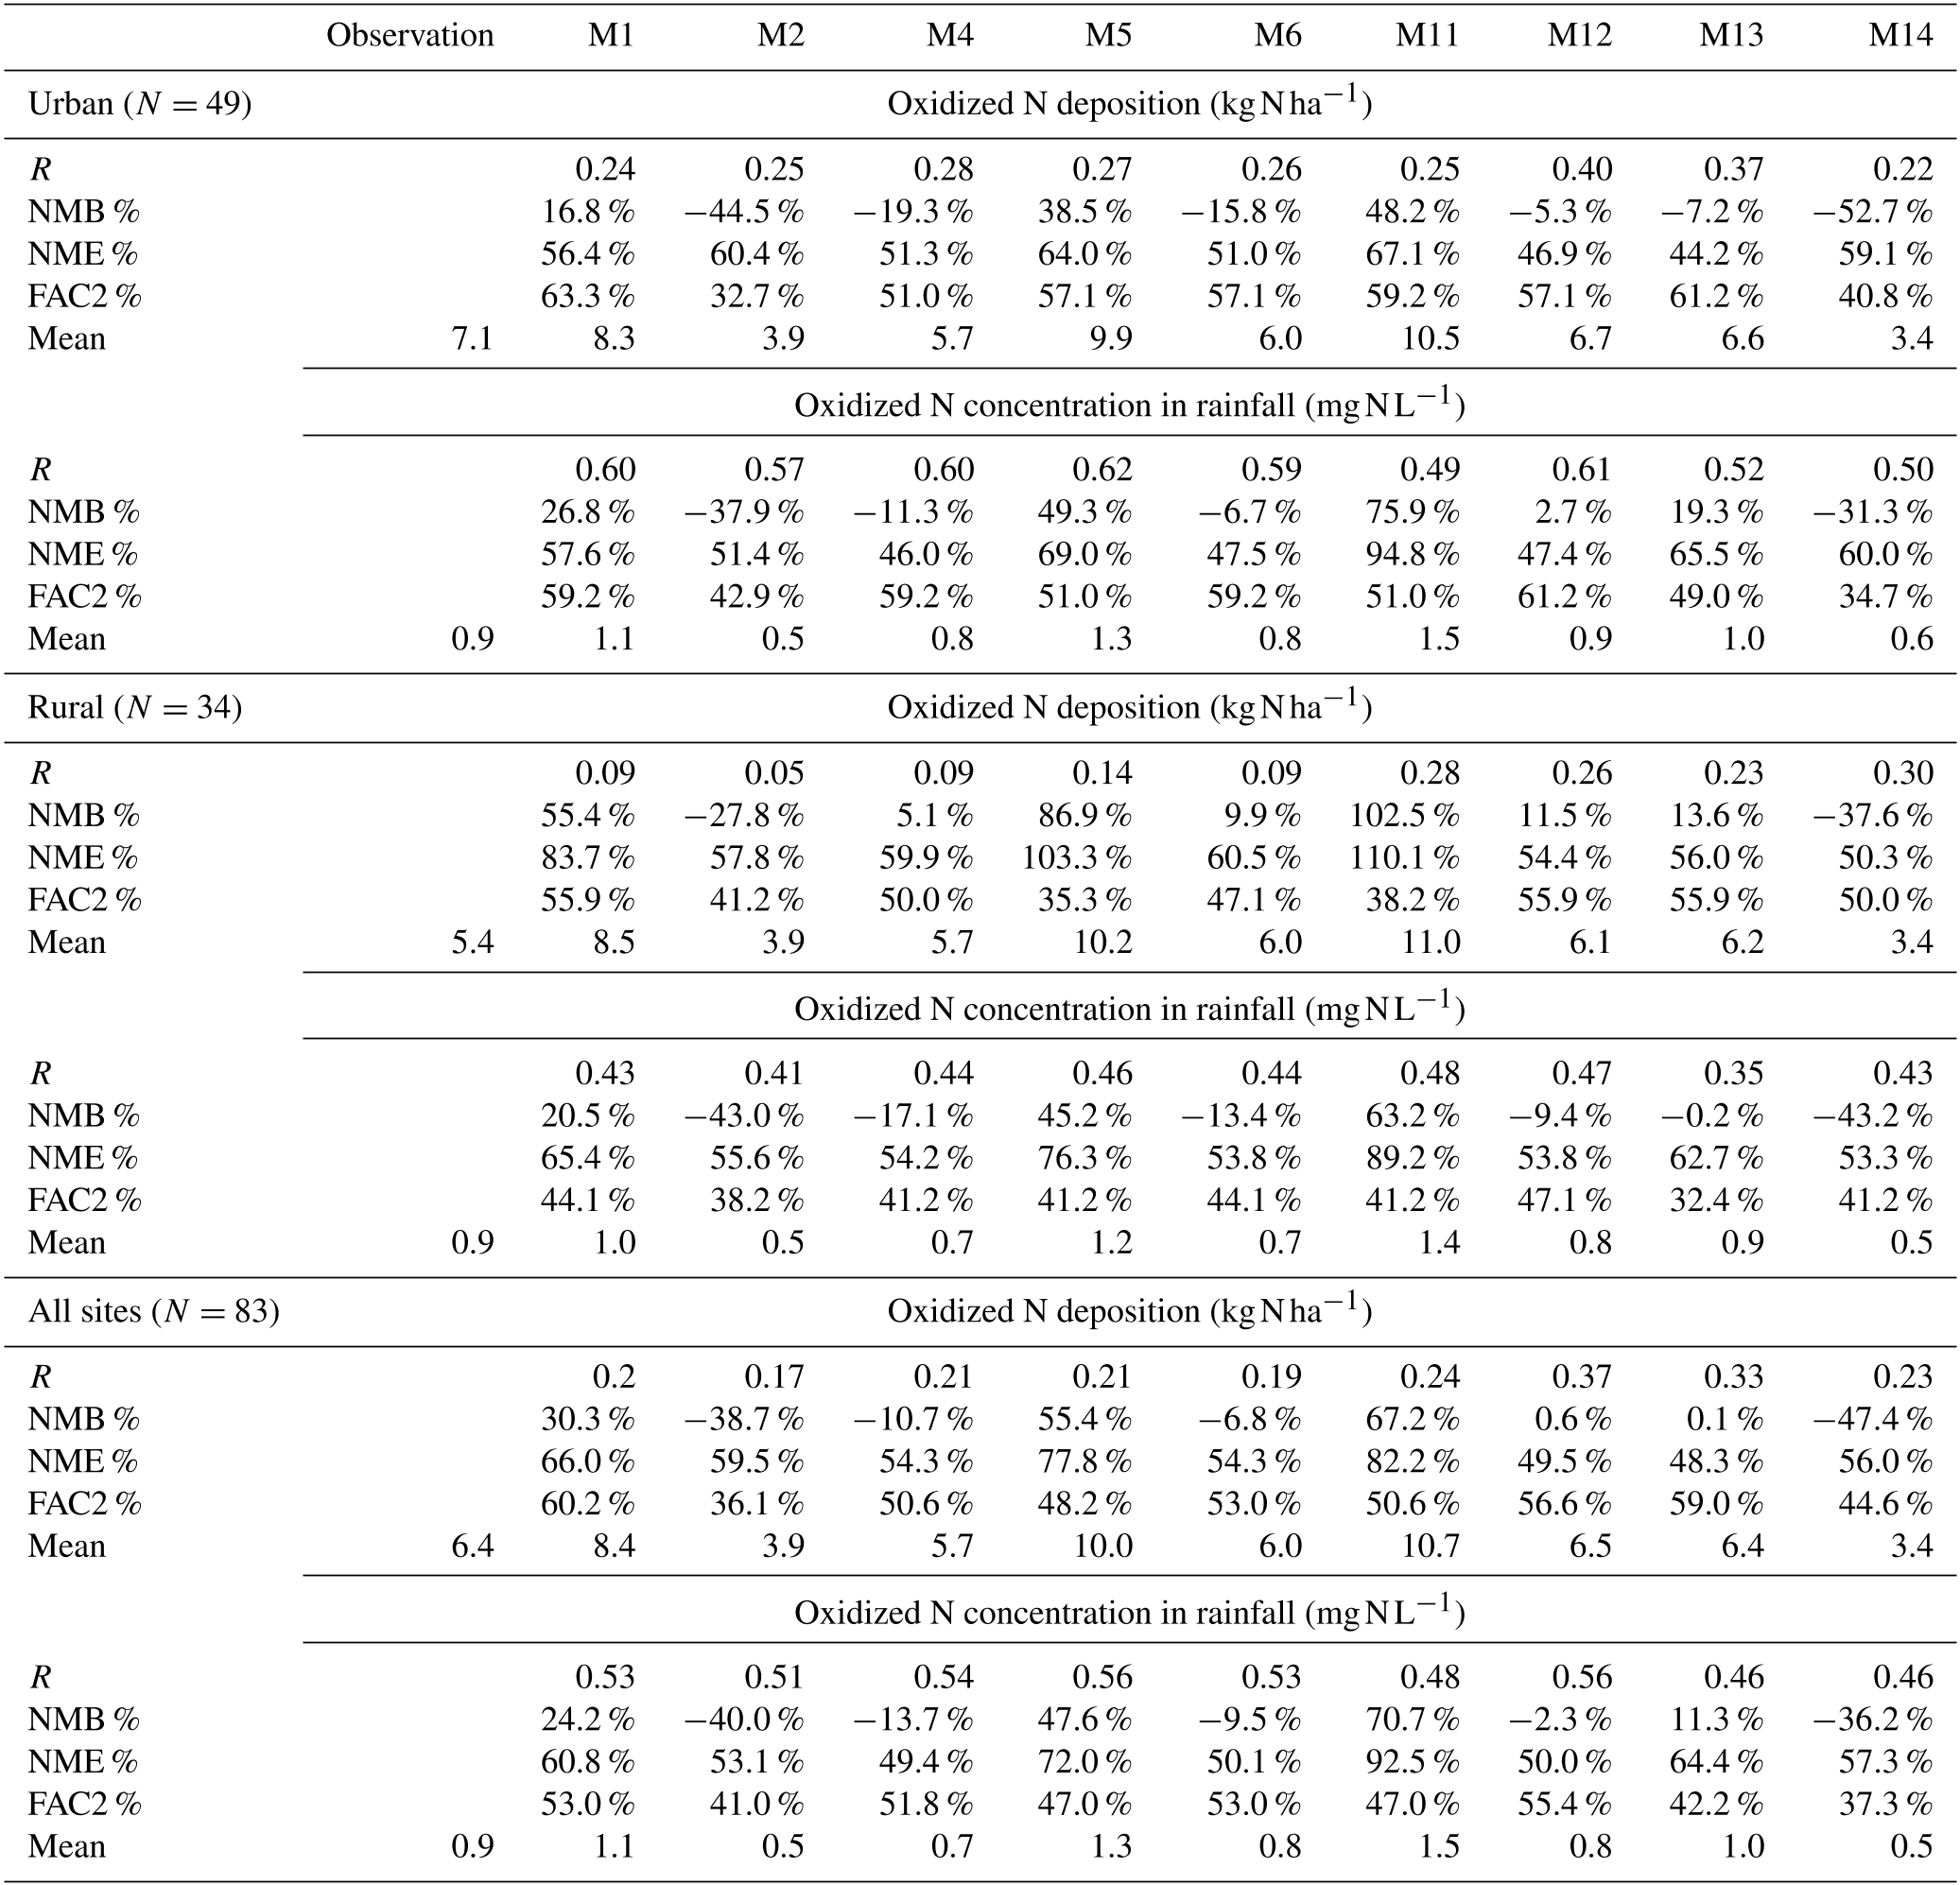 Observation M1 M2 M4 M5 M6 M11 M12 M13 M14
Urban (N = 49) Oxidized N deposition (kg N ha−1)
R 0.24 0.25 0.28 0.27 0.26 0.25 0.40 0.37 0.22
NMB % 16.8 % −44.5 % −19.3 % 38.5 % −15.8 % 48.2 % −5.3 % −7.2 % −52.7 %
NME % 56.4 % 60.4 % 51.3 % 64.0 % 51.0 % 67.1 % 46.9 % 44.2 % 59.1 %
FAC2 % 63.3 % 32.7 % 51.0 % 57.1 % 57.1 % 59.2 % 57.1 % 61.2 % 40.8 %
Mean 7.1 8.3 3.9 5.7 9.9 6.0 10.5 6.7 6.6 3.4
Oxidized N concentration in rainfall (mg N L−1)
R 0.60 0.57 0.60 0.62 0.59 0.49 0.61 0.52 0.50
NMB % 26.8 % −37.9 % −11.3 % 49.3 % −6.7 % 75.9 % 2.7 % 19.3 % −31.3 %
NME % 57.6 % 51.4 % 46.0 % 69.0 % 47.5 % 94.8 % 47.4 % 65.5 % 60.0 %
FAC2 % 59.2 % 42.9 % 59.2 % 51.0 % 59.2 % 51.0 % 61.2 % 49.0 % 34.7 %
Mean 0.9 1.1 0.5 0.8 1.3 0.8 1.5 0.9 1.0 0.6
Rural (N = 34) Oxidized N deposition (kg N ha−1)
R 0.09 0.05 0.09 0.14 0.09 0.28 0.26 0.23 0.30
NMB % 55.4 % −27.8 % 5.1 % 86.9 % 9.9 % 102.5 % 11.5 % 13.6 % −37.6 %
NME % 83.7 % 57.8 % 59.9 % 103.3 % 60.5 % 110.1 % 54.4 % 56.0 % 50.3 %
FAC2 % 55.9 % 41.2 % 50.0 % 35.3 % 47.1 % 38.2 % 55.9 % 55.9 % 50.0 %
Mean 5.4 8.5 3.9 5.7 10.2 6.0 11.0 6.1 6.2 3.4
Oxidized N concentration in rainfall (mg N L−1)
R 0.43 0.41 0.44 0.46 0.44 0.48 0.47 0.35 0.43
NMB % 20.5 % −43.0 % −17.1 % 45.2 % −13.4 % 63.2 % −9.4 % −0.2 % −43.2 %
NME % 65.4 % 55.6 % 54.2 % 76.3 % 53.8 % 89.2 % 53.8 % 62.7 % 53.3 %
FAC2 % 44.1 % 38.2 % 41.2 % 41.2 % 44.1 % 41.2 % 47.1 % 32.4 % 41.2 %
Mean 0.9 1.0 0.5 0.7 1.2 0.7 1.4 0.8 0.9 0.5
All sites (N = 83) Oxidized N deposition (kg N ha−1)
R 0.2 0.17 0.21 0.21 0.19 0.24 0.37 0.33 0.23
NMB % 30.3 % −38.7 % −10.7 % 55.4 % −6.8 % 67.2 % 0.6 % 0.1 % −47.4 %
NME % 66.0 % 59.5 % 54.3 % 77.8 % 54.3 % 82.2 % 49.5 % 48.3 % 56.0 %
FAC2 % 60.2 % 36.1 % 50.6 % 48.2 % 53.0 % 50.6 % 56.6 % 59.0 % 44.6 %
Mean 6.4 8.4 3.9 5.7 10.0 6.0 10.7 6.5 6.4 3.4
Oxidized N concentration in rainfall (mg N L−1)
R 0.53 0.51 0.54 0.56 0.53 0.48 0.56 0.46 0.46
NMB % 24.2 % −40.0 % −13.7 % 47.6 % −9.5 % 70.7 % −2.3 % 11.3 % −36.2 %
NME % 60.8 % 53.1 % 49.4 % 72.0 % 50.1 % 92.5 % 50.0 % 64.4 % 57.3 %
FAC2 % 53.0 % 41.0 % 51.8 % 47.0 % 53.0 % 47.0 % 55.4 % 42.2 % 37.3 %
Mean 0.9 1.1 0.5 0.7 1.3 0.8 1.5 0.8 1.0 0.5